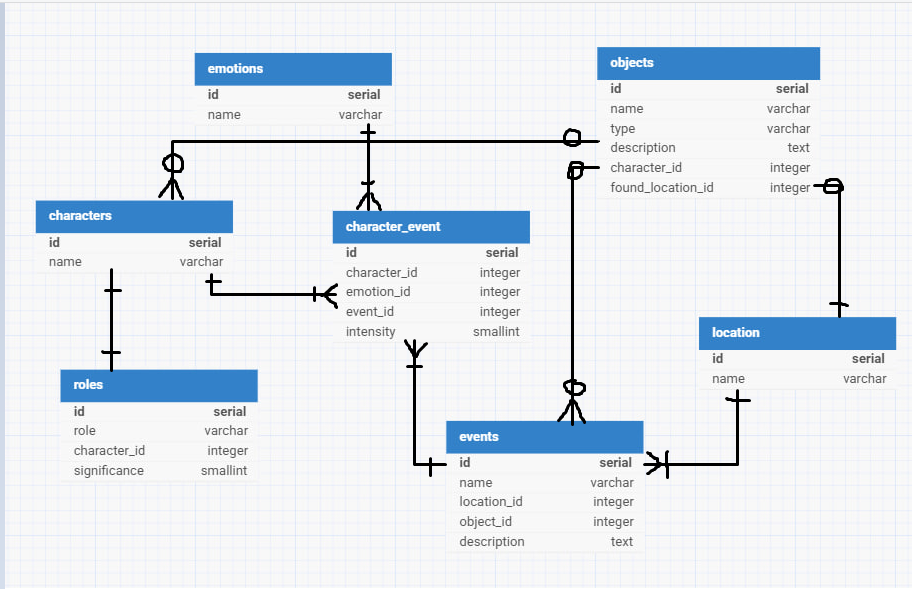 emotions
id serial
name varchar
objects
id serial
name varchar
type varchar
description text
character_id integer
found_location_id integer
characters
id serial
name varchar
character_event
id serial
character_id integer
emotion_id integer
event_id integer
intensity smallint
location
id serial
name varchar
roles
id serial
role varchar
character_id integer
significance smallint
events
id serial
name varchar
location_id integer
object_id integer
description text